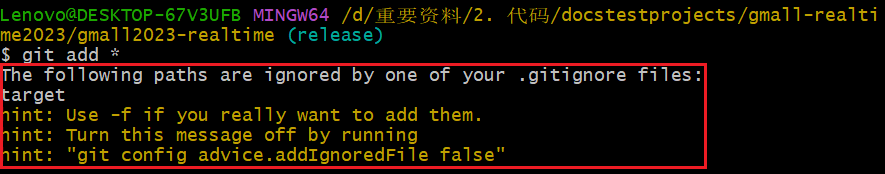 Lenovo@DESKTOP-67V3UFB MINGW64 /d/重要资料/2. 代码/docstestprojects/gmall-realti
me2023/gmall2023-realtime (release)
$ git add *
The following paths are ignored by one of your .gitignore files:
target
hint: Use -f if you really want to add them.
hint: Turn this message off by running
hint: "git config advice.addIgnoredFile false"